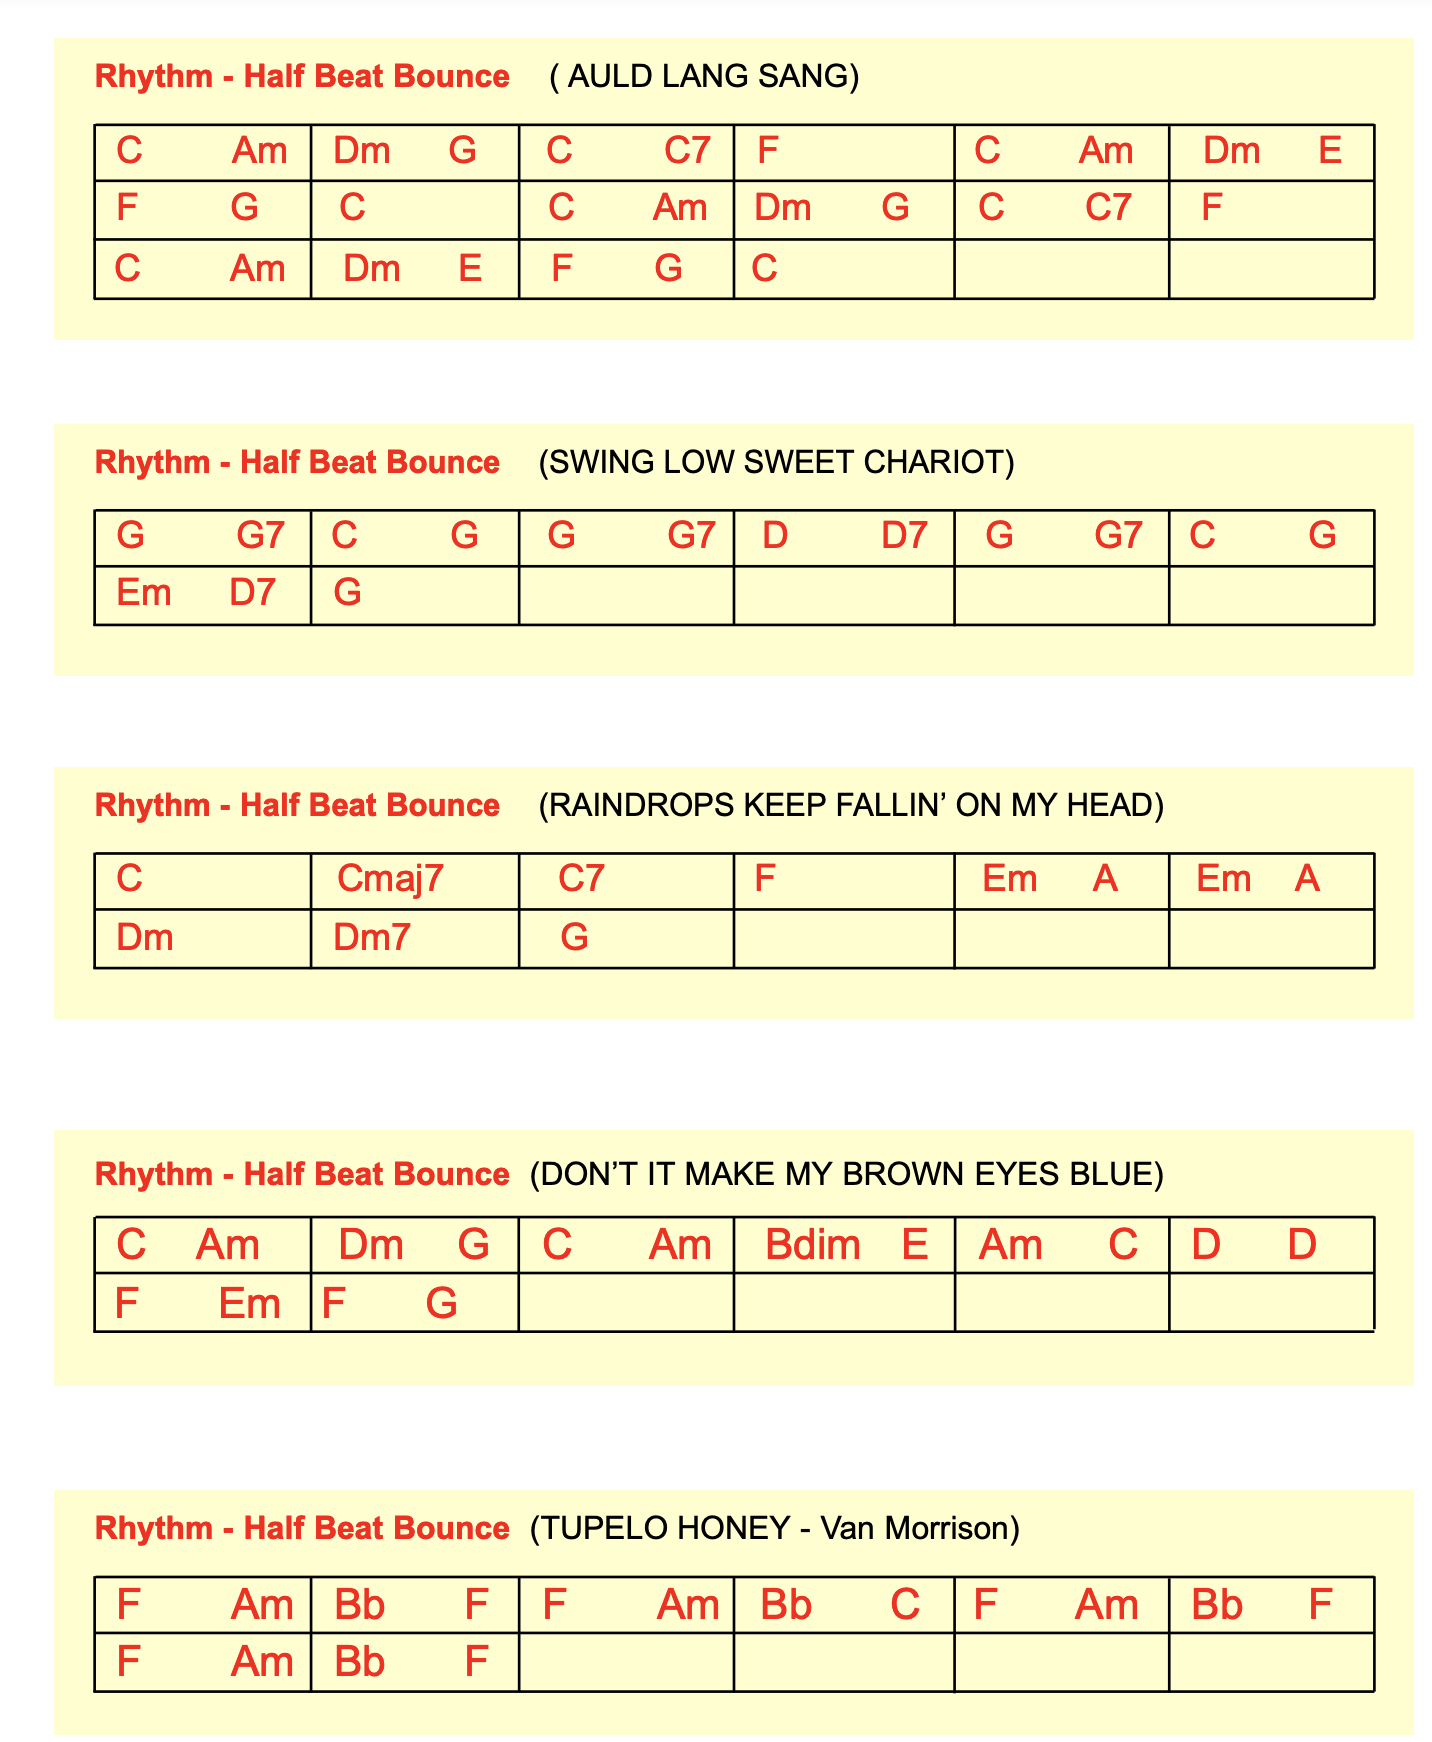 Rhythm - Half Beat Bounce ( AULD LANG SANG)
C Am Dm G C C7 F C Am Dm E
F G C C Am Dm G C C7 F
C Am Dm E F G C
Rhythm - Half Beat Bounce (SWING LOW SWEET CHARIOT)
G G7 C G G G7 D D7 G G7 C G
Em D7 G
Rhythm - Half Beat Bounce (RAINDROPS KEEP FALLIN’ ON MY HEAD)
C Cmaj7 C7 F Em A Em A
Dm Dm7 G
Rhythm - Half Beat Bounce (DON’T IT MAKE MY BROWN EYES BLUE)
C Am Dm G C Am Bdim E Am C D D
F Em F G
Rhythm - Half Beat Bounce (TUPELO HONEY - Van Morrison)
F Am Bb F F Am Bb C F Am Bb F
F Am Bb F